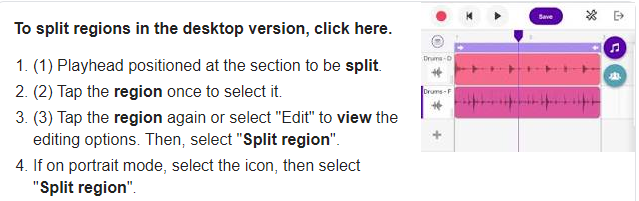 To split regions in the desktop version, click here.
1. (1) Playhead positioned at the section to be split.
2. (2) Tap the region once to select it.
3. (3) Tap the region again or select "Edit" to view the
editing options. Then, select "Split region".
4. If on portrait mode, select the icon, then select
"Split region".
Save
Drums - D
Drums - F